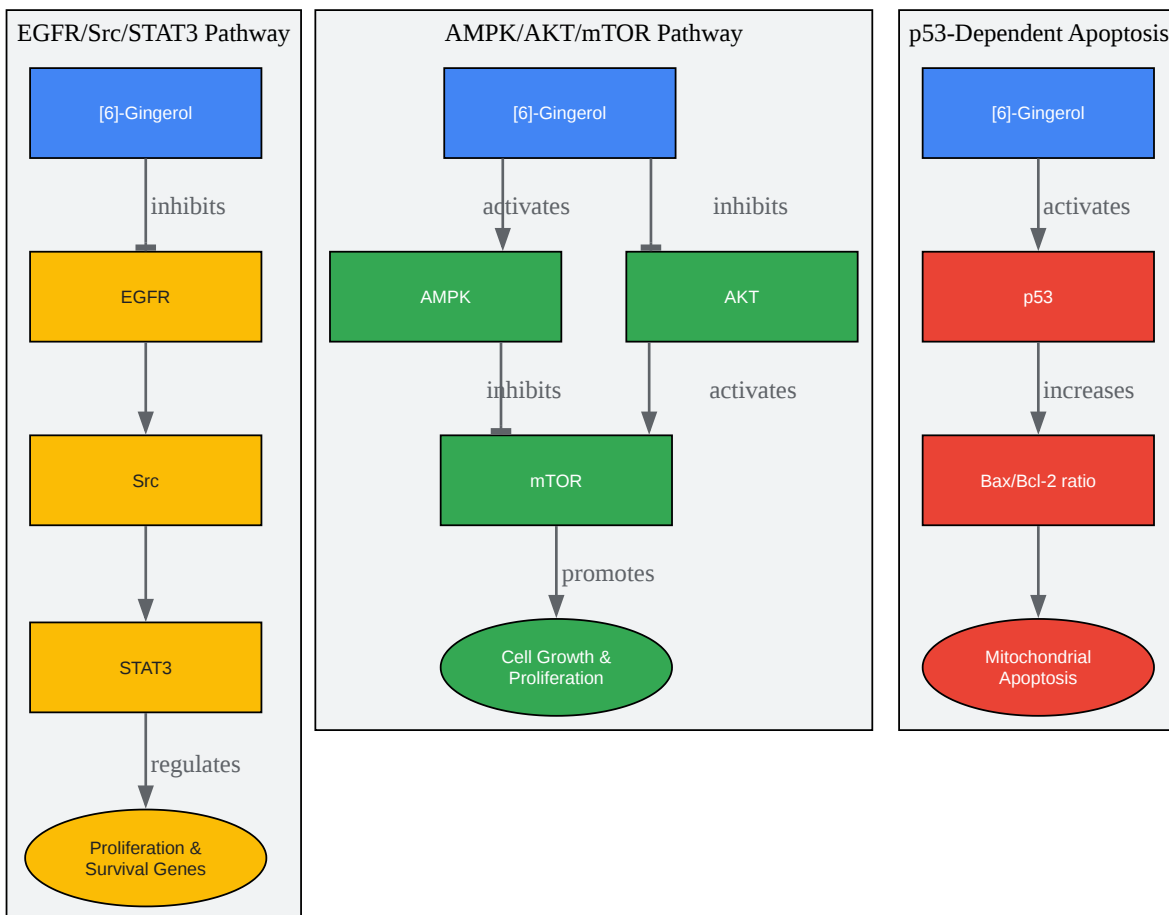 EGFR/Src/STAT3 Pathway
[6]-Gingerol
inhibits
EGFR
Src
STAT3
regulates
Proliferation &
Survival Genes
AMPK/AKT/mTOR Pathway
[6]-Gingerol
activates
inhibits
AMPK
AKT
inhibits
activates
mTOR
promotes
Cell Growth &
Proliferation
p53-Dependent Apoptosis
[6]-Gingerol
activates
p53
increases
Bax/Bcl-2 ratio
Mitochondrial
Apoptosis